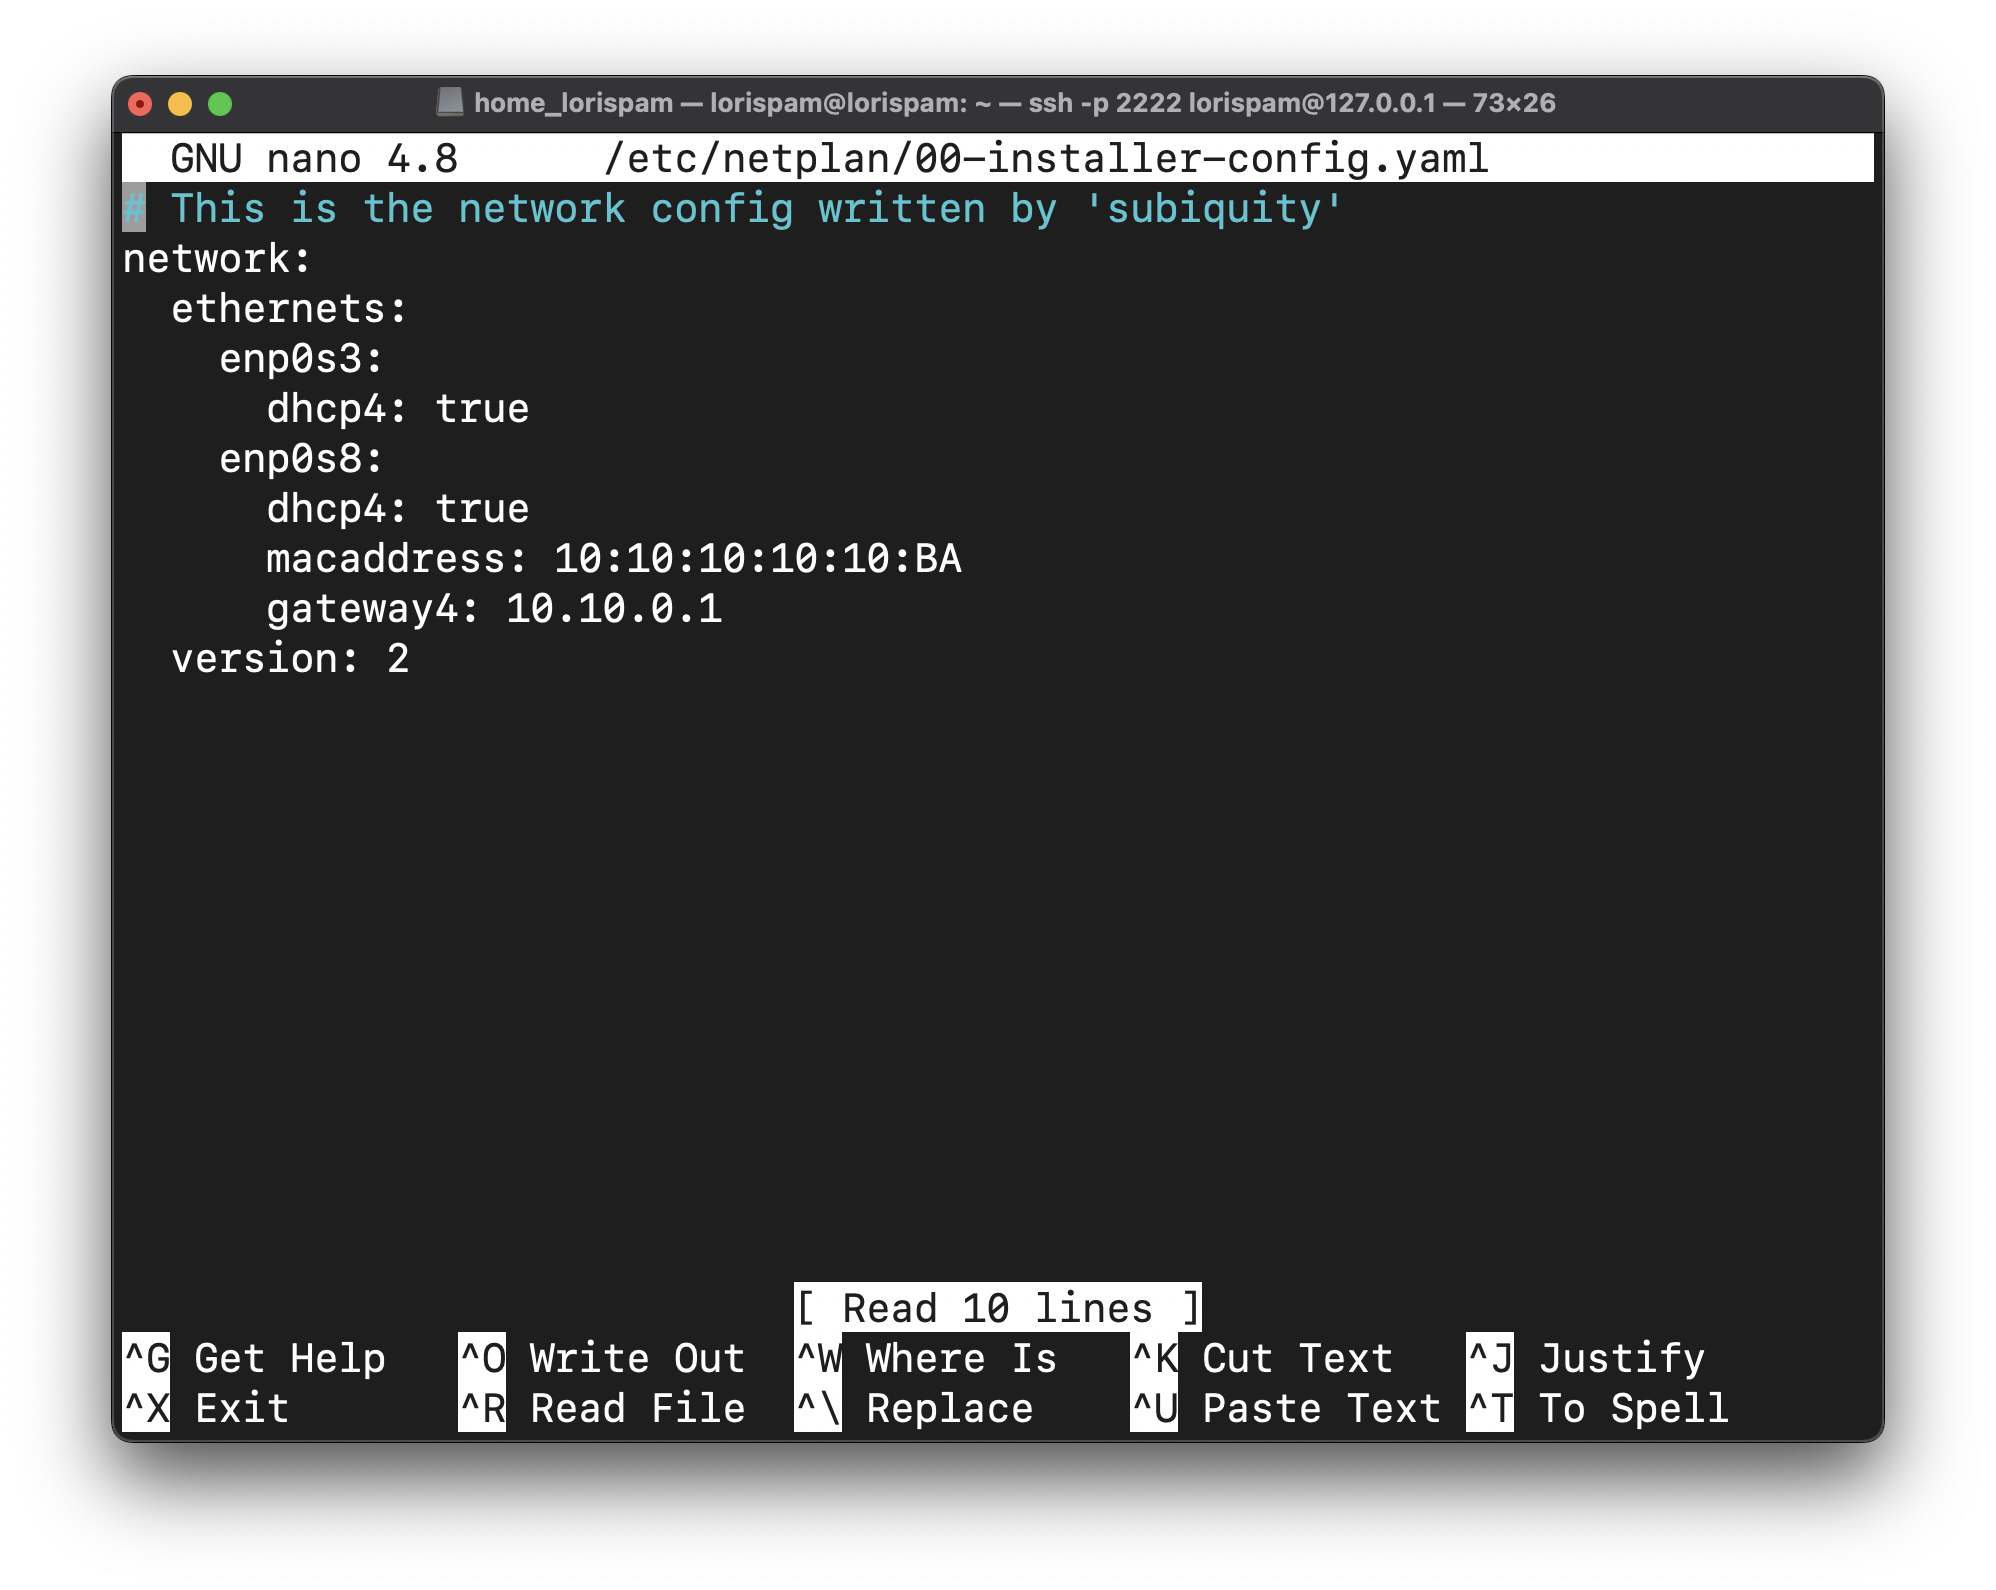 home_lorispam — lorispam@lorispam: ~ — ssh -p 2222 lorispam@127.0.0.1 — 73×26
GNU nano 4.8      /etc/netplan/00-installer-config.yaml
# This is the network config written by 'subiquity'
network:
  ethernets:
    enp0s3:
      dhcp4: true
    enp0s8:
      dhcp4: true
      macaddress: 10:10:10:10:10:BA
      gateway4: 10.10.0.1
  version: 2
[ Read 10 lines ]
^G Get Help   ^O Write Out  ^W Where Is   ^K Cut Text   ^J Justify
^X Exit       ^R Read File  ^\ Replace    ^U Paste Text ^T To Spell